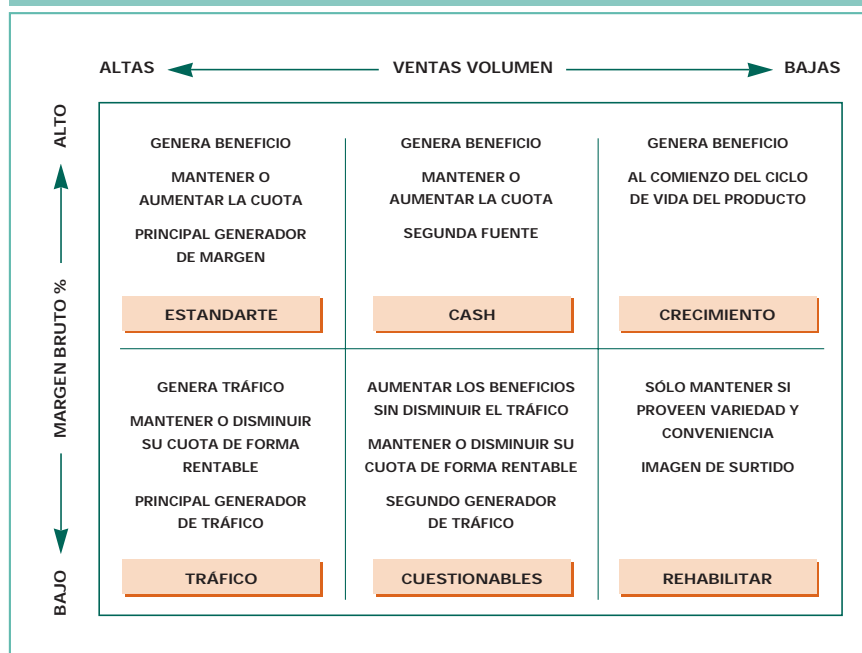 ALTAS
VENTAS VOLUMEN
BAJAS
ALTO
MARGEN BRUTO %
BAJO
GENERA BENEFICIO
MANTENER O
AUMENTAR LA CUOTA
PRINCIPAL GENERADOR
DE MARGEN
ESTANDARTE
GENERA BENEFICIO
MANTENER O
AUMENTAR LA CUOTA
SEGUNDA FUENTE
CASH
GENERA BENEFICIO
AL COMIENZO DEL CICLO
DE VIDA DEL PRODUCTO
CRECIMIENTO
GENERA TRÁFICO
MANTENER O DISMINUIR
SU CUOTA DE FORMA
RENTABLE
PRINCIPAL GENERADOR
DE TRÁFICO
TRÁFICO
AUMENTAR LOS BENEFICIOS
SIN DISMINUIR EL TRÁFICO
MANTENER O DISMINUIR SU
CUOTA DE FORMA RENTABLE
SEGUNDO GENERADOR
DE TRÁFICO
CUESTIONABLES
SÓLO MANTENER SI
PROVEEN VARIEDAD Y
CONVENIENCIA
IMAGEN DE SURTIDO
REHABILITAR